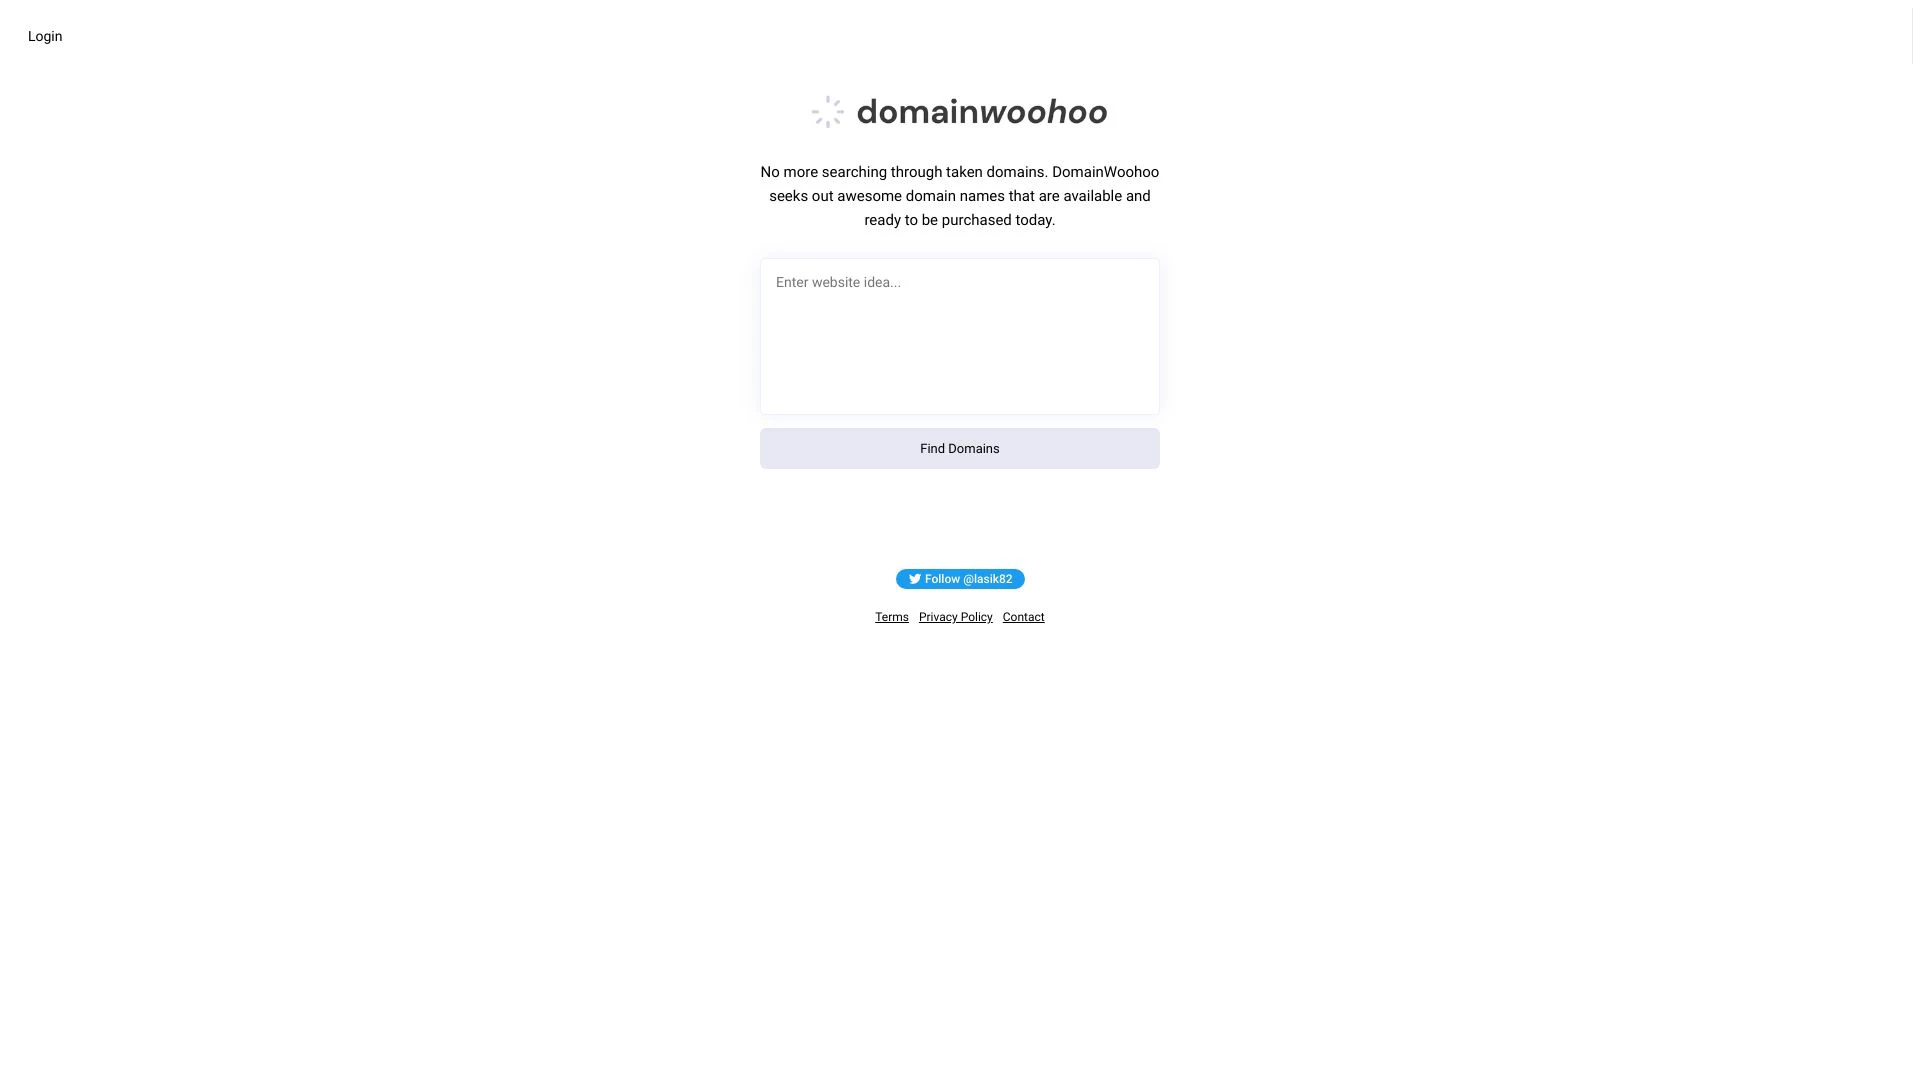 Login
domainwoohoo
No more searching through taken domains. DomainWoohoo
seeks out awesome domain names that are available and
ready to be purchased today.
Enter website idea...
Find Domains
Follow @lasik82
Terms Privacy Policy Contact